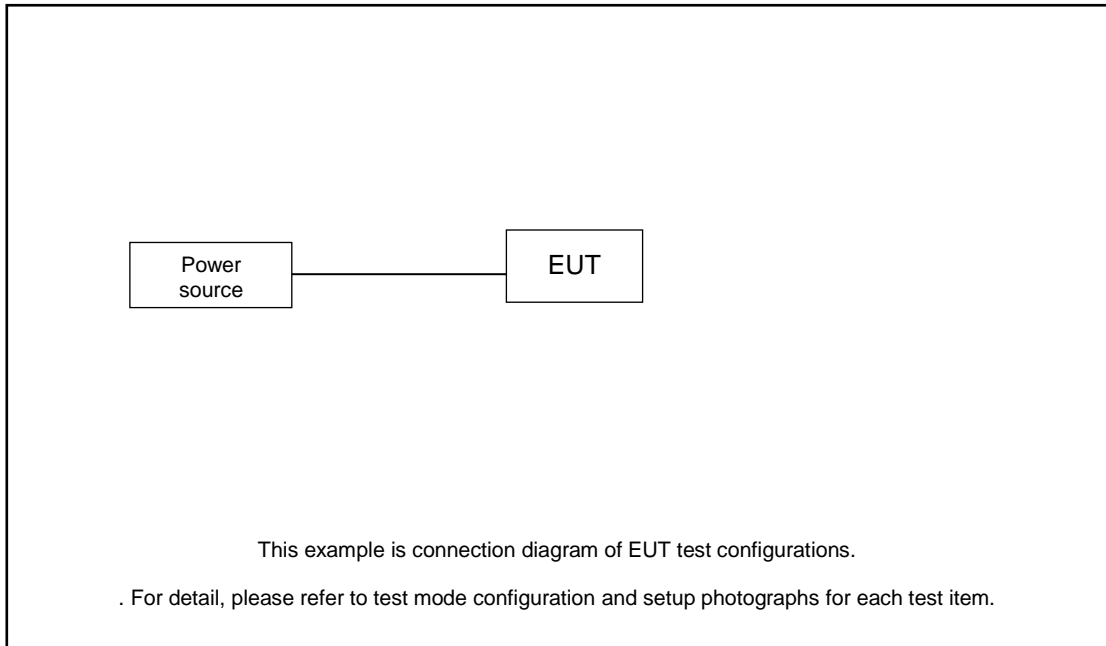 Power
source
EUT
This example is connection diagram of EUT test configurations.
. For detail, please refer to test mode configuration and setup photographs for each test item.